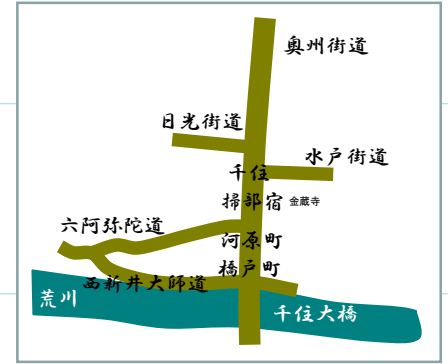 奥州街道
日光街道
水戸街道
千住
掃部宿 金蔵寺
六阿弥陀道
河原町
橋戸町
西新井大師道
荒川
千住大橋